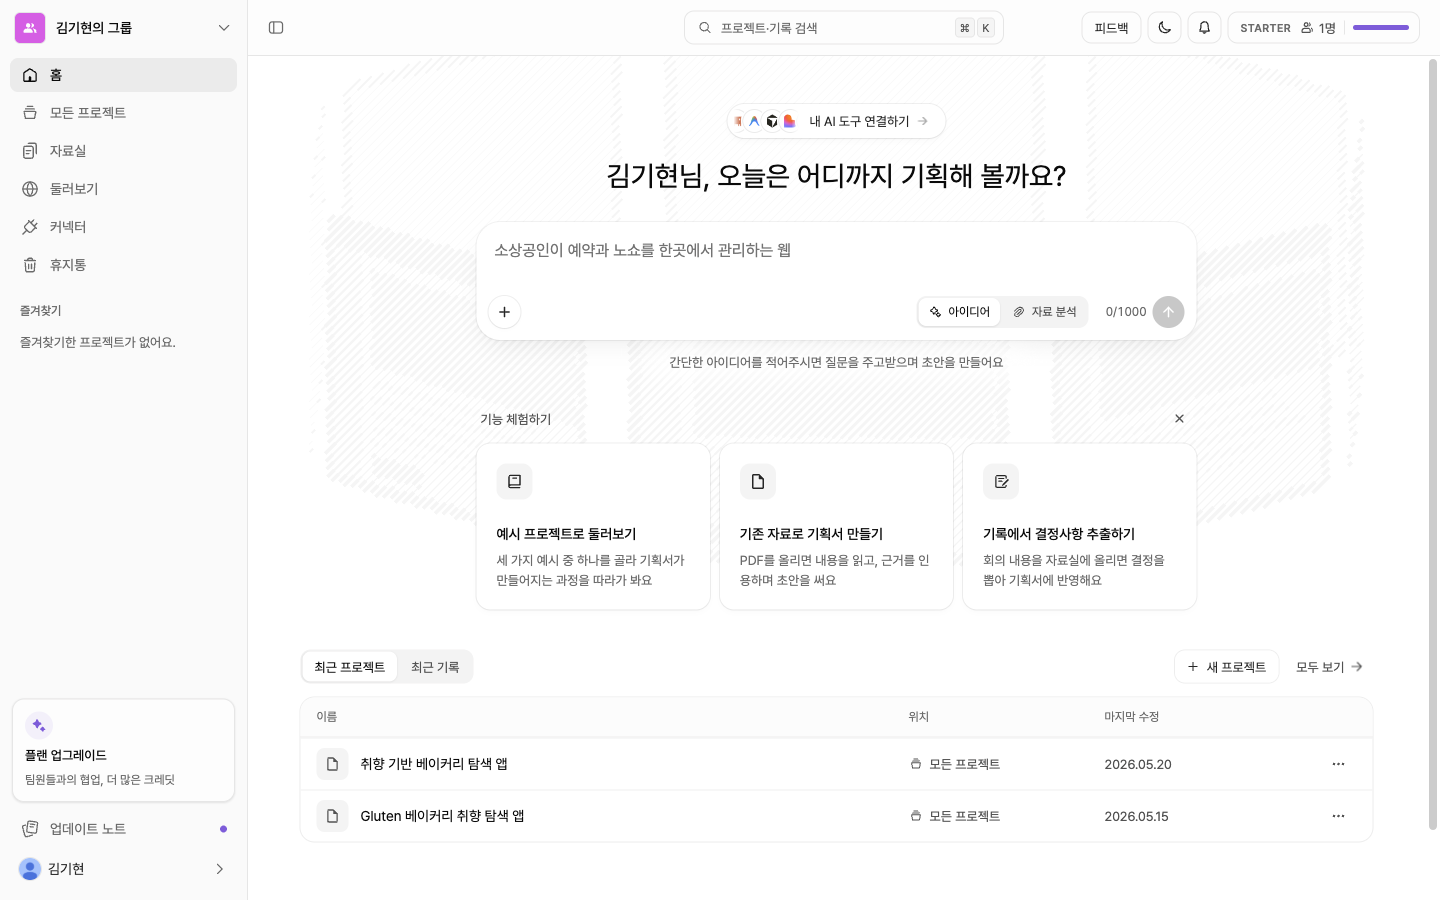 김기현의 그룹
홈
모든 프로젝트
자료실
둘러보기
커넥터
휴지통
즐겨찾기
즐겨찾기한 프로젝트가 없어요.
플랜 업그레이드
팀원들과의 협업, 더 많은 크레딧
업데이트 노트
김기현
프로젝트·기록 검색
⌘ K
피드백
STARTER 1명
내 AI 도구 연결하기
김기현님, 오늘은 어디까지 기획해 볼까요?
소상공인이 예약과 노쇼를 한곳에서 관리하는 웹
아이디어
자료 분석
0/1000
간단한 아이디어를 적어주시면 질문을 주고받으며 초안을 만들어요
기능 체험하기
예시 프로젝트로 둘러보기
세 가지 예시 중 하나를 골라 기획서가
만들어지는 과정을 따라가 봐요
기존 자료로 기획서 만들기
PDF를 올리면 내용을 읽고, 근거를 인
용하며 초안을 써요
기록에서 결정사항 추출하기
회의 내용을 자료실에 올리면 결정을
뽑아 기획서에 반영해요
최근 프로젝트
최근 기록
새 프로젝트
모두 보기
이름 위치 마지막 수정
취향 기반 베이커리 탐색 앱 모든 프로젝트 2026.05.20
Gluten 베이커리 취향 탐색 앱 모든 프로젝트 2026.05.15